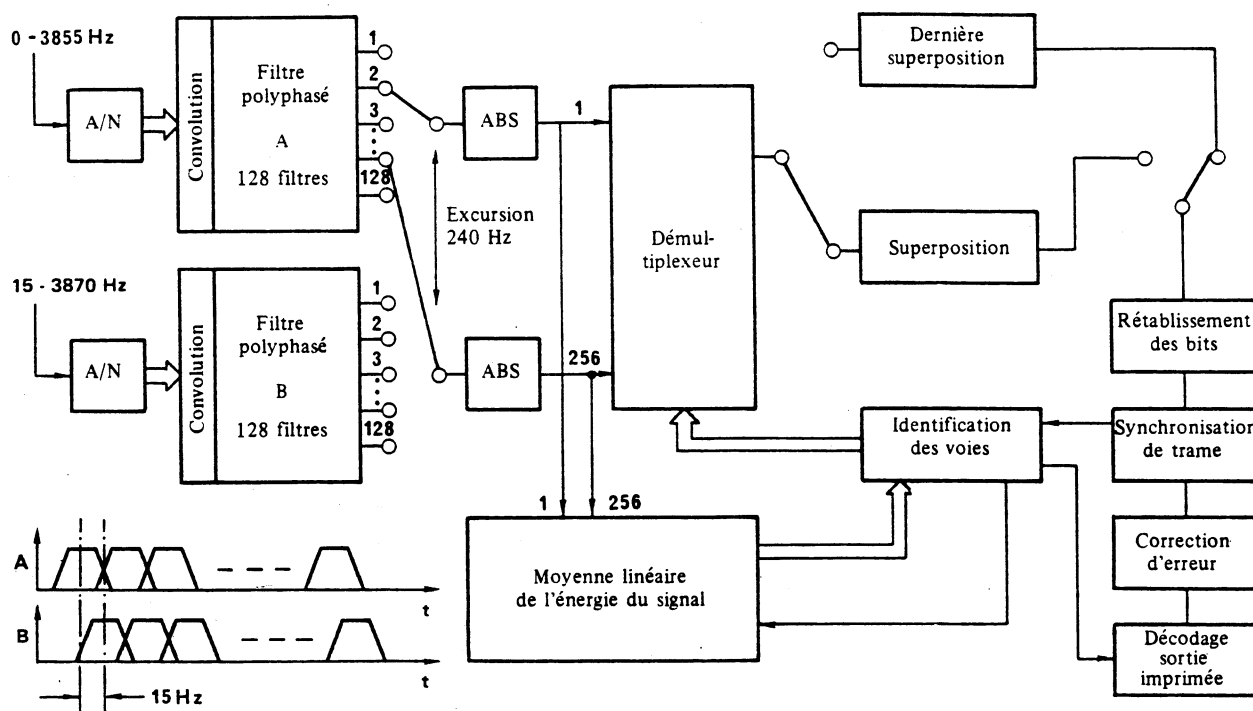 0 - 3855 Hz
A/N
Convolution
Filtre
polyphasé
A
128 filtres
1
2
3
128
ABS
1
Excursion
240 Hz
Démul-
tiplexeur
Dernière
superposition
Superposition
15 - 3870 Hz
A/N
Convolution
Filtre
polyphasé
B
128 filtres
1
2
3
128
ABS
256
Rétablissement
des bits
Identification
des voies
Synchronisation
de trame
1
256
Moyenne linéaire
de l'énergie du signal
Correction
d'erreur
Décodage
sortie
imprimée
A
t
B
t
15 Hz